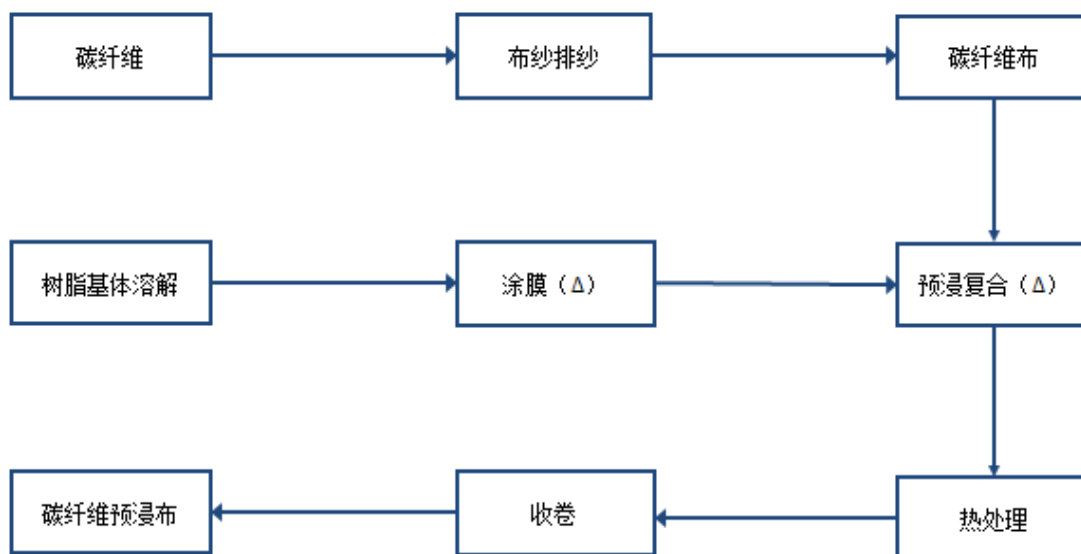 碳纤维
布纱排纱
碳纤维布
树脂基体溶解
涂膜（Δ）
预浸复合（Δ）
碳纤维预浸布
收卷
热处理